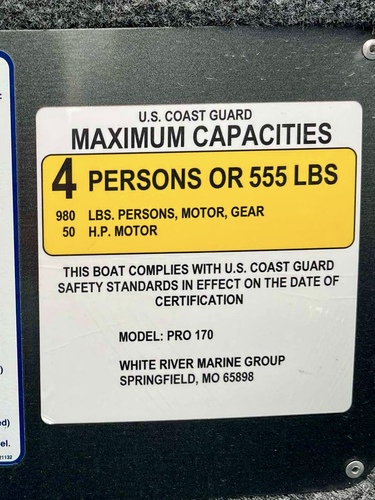 U.S. COAST GUARD
MAXIMUM CAPACITIES
4 PERSONS OR 555 LBS
980 LBS. PERSONS, MOTOR, GEAR
50 H.P. MOTOR
THIS BOAT COMPLIES WITH U.S. COAST GUARD
SAFETY STANDARDS IN EFFECT ON THE DATE OF
CERTIFICATION
MODEL: PRO 170
WHITE RIVER MARINE GROUP
SPRINGFIELD, MO 65898